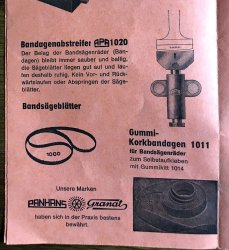 Bandagenabstreifer APA 1020
Der Belag der Bandsägenräder (Ban-
dagen) bleibt immer sauber und ballig,
die Sägeblätter liegen gut auf und lau-
fen deshalb ruhig. Kein Vor- und Rück-
wärtslaufen oder Abspringen der Säge-
blätter.
Bandsägeblätter
1000
Gummi-
Korkbandagen 1011
für Bandsägenräder
zum Selbstaufkleben
mit Gummikitt 1014
Unsere Marken
PANHANS Granat
haben sich in der Praxis bestens
bewährt.